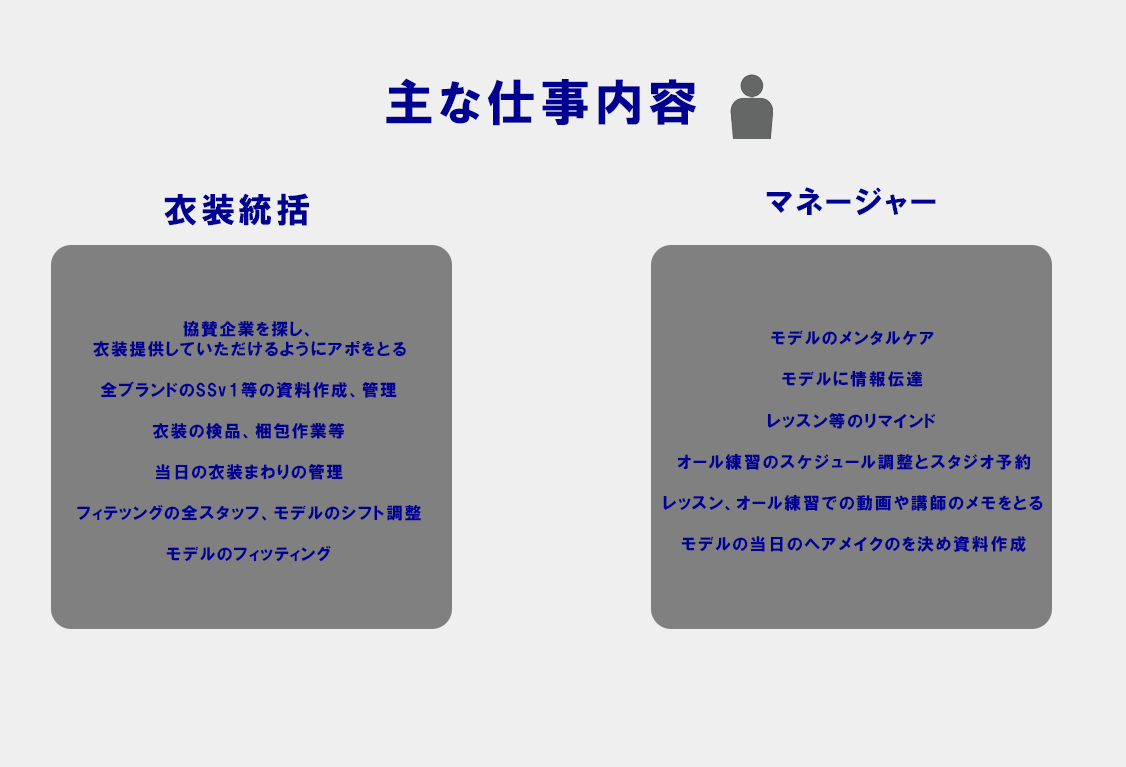 主な仕事内容
衣装統括
協賛企業を探し、
衣装提供していただけるようにアポをとる
全ブランドのSSv1等の資料作成、管理
衣装の検品、梱包作業等
当日の衣装まわりの管理
フィテッングの全スタッフ、モデルのシフト調整
モデルのフィッティング
マネージャー
モデルのメンタルケア
モデルに情報伝達
レッスン等のリマインド
オール練習のスケジュール調整とスタジオ予約
レッスン、オール練習での動画や講師のメモをとる
モデルの当日のヘアメイクのを決め資料作成